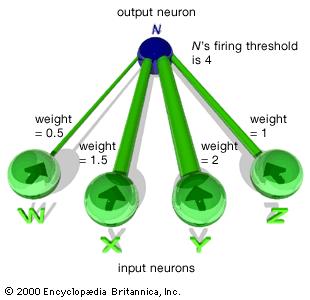 output neuron
N
N's firing threshold
is 4
weight
= 0.5
weight
= 1.5
weight
= 2
weight
= 1
W
X
Y
Z
input neurons
© 2000 Encyclopædia Britannica, Inc.